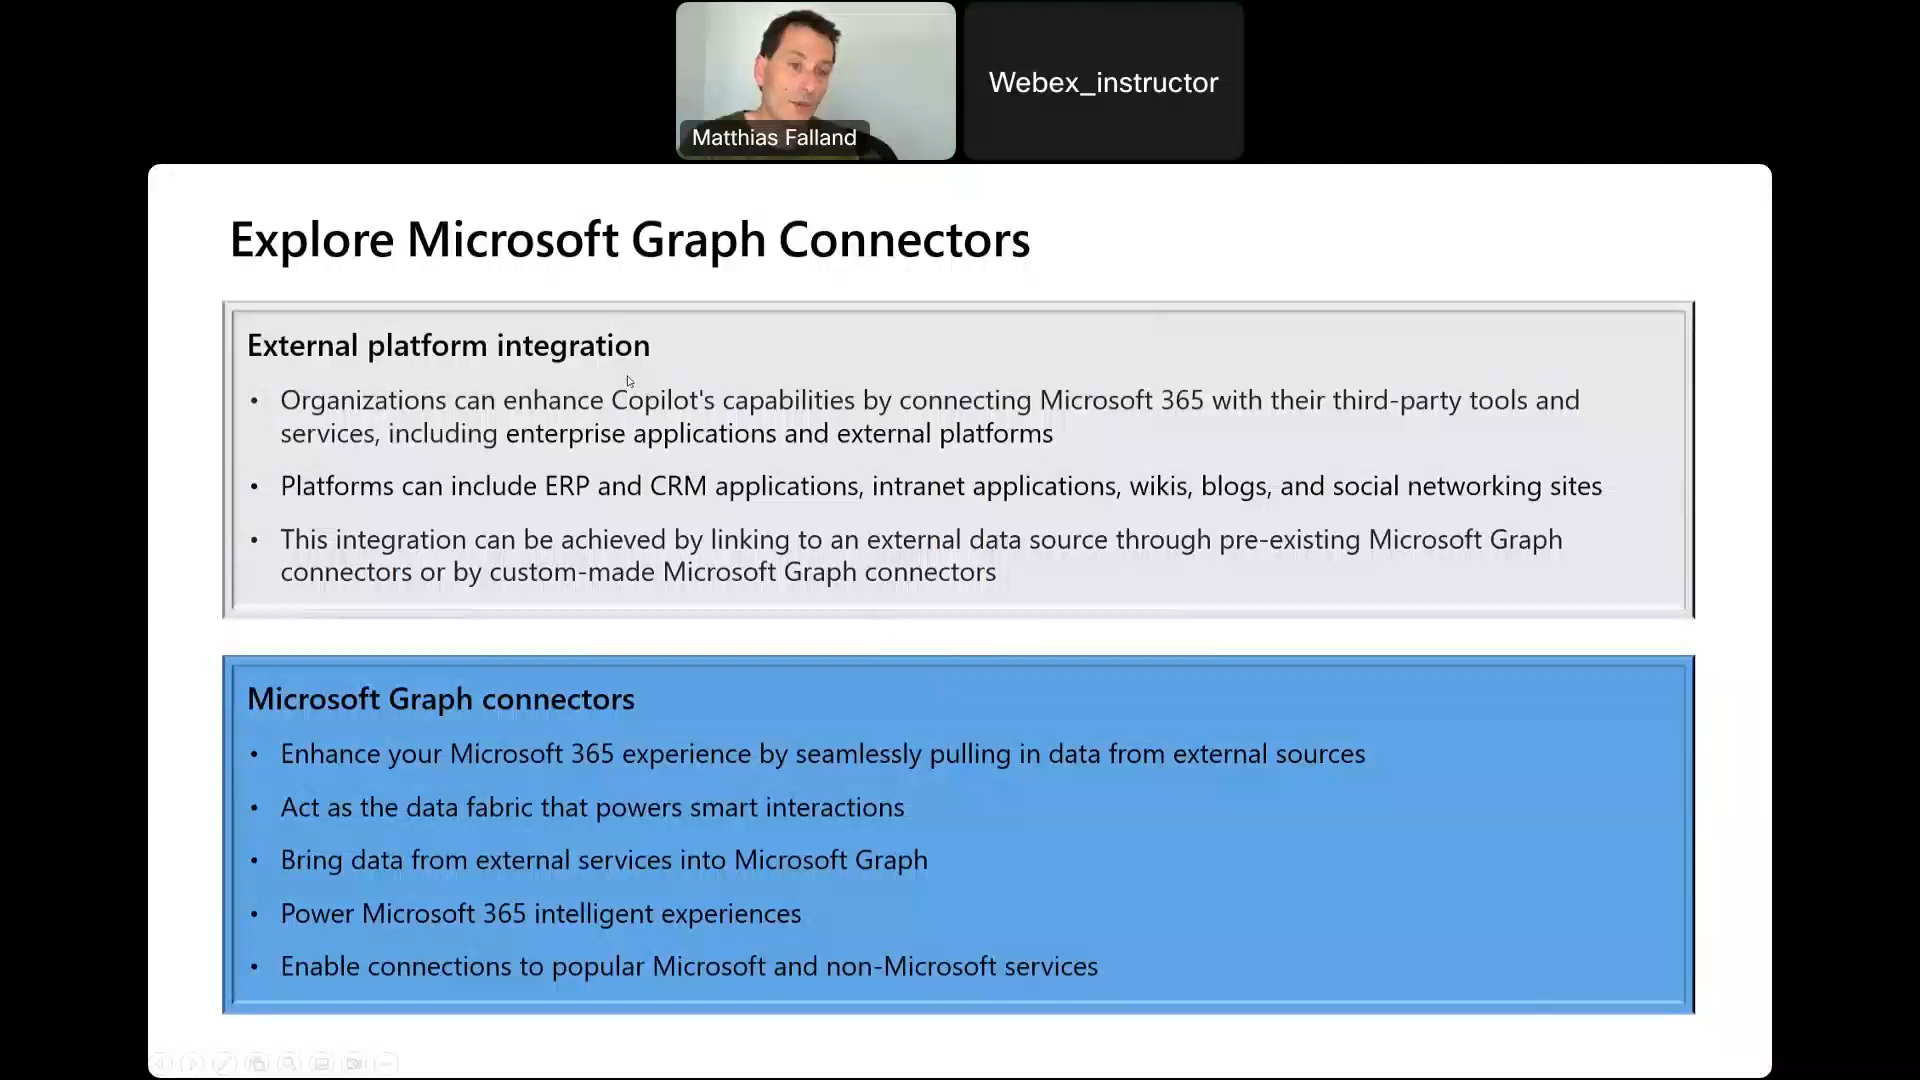 Matthias Falland
Webex_instructor
Explore Microsoft Graph Connectors
External platform integration
• Organizations can enhance Copilot's capabilities by connecting Microsoft 365 with their third-party tools and
services, including enterprise applications and external platforms
• Platforms can include ERP and CRM applications, intranet applications, wikis, blogs, and social networking sites
• This integration can be achieved by linking to an external data source through pre-existing Microsoft Graph
connectors or by custom-made Microsoft Graph connectors
Microsoft Graph connectors
• Enhance your Microsoft 365 experience by seamlessly pulling in data from external sources
• Act as the data fabric that powers smart interactions
• Bring data from external services into Microsoft Graph
• Power Microsoft 365 intelligent experiences
• Enable connections to popular Microsoft and non-Microsoft services